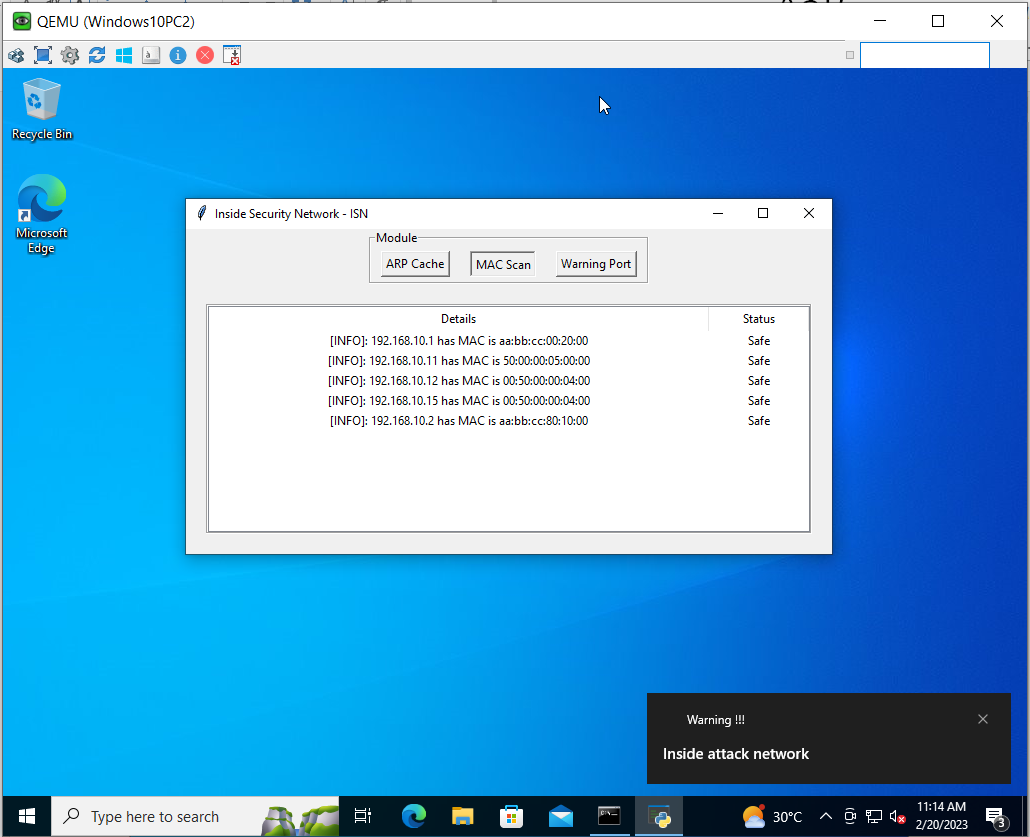 QEMU (Windows10PC2)
Recycle Bin
Microsoft
Edge
Inside Security Network - ISN
Module
ARP Cache MAC Scan Warning Port
Details Status
[INFO]: 192.168.10.1 has MAC is aa:bb:cc:00:20:00 Safe
[INFO]: 192.168.10.11 has MAC is 50:00:00:05:00:00 Safe
[INFO]: 192.168.10.12 has MAC is 00:50:00:00:04:00 Safe
[INFO]: 192.168.10.15 has MAC is 00:50:00:00:04:00 Safe
[INFO]: 192.168.10.2 has MAC is aa:bb:cc:80:10:00 Safe
Warning !!!
Inside attack network
Type here to search
30°C
11:14 AM
2/20/2023
3